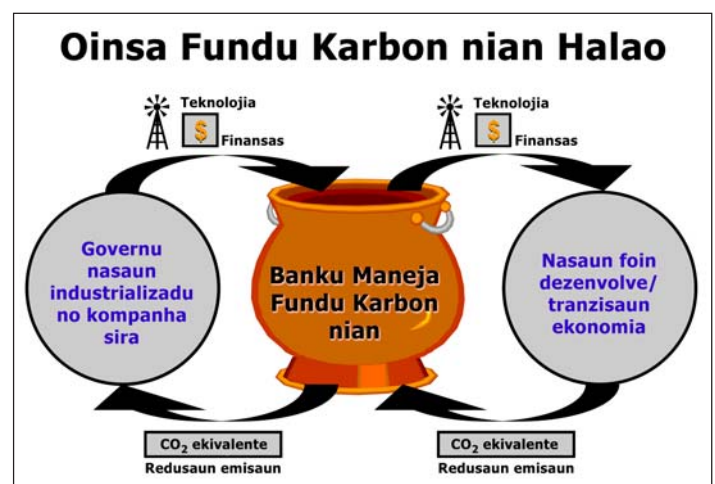 Oinsa Fundu Karbon nian Halao
Teknolojia
$
Finansas
Teknolojia
$
Finansas
Governu
nasaun
industrializadu
no kompanha
sira
Banku Maneja
Fundu Karbon
nian
Nasaun foin
dezenvolve/
tranzisaun
ekonomia
CO₂ ekivalente
Redusaun emisaun
CO₂ ekivalente
Redusaun emisaun